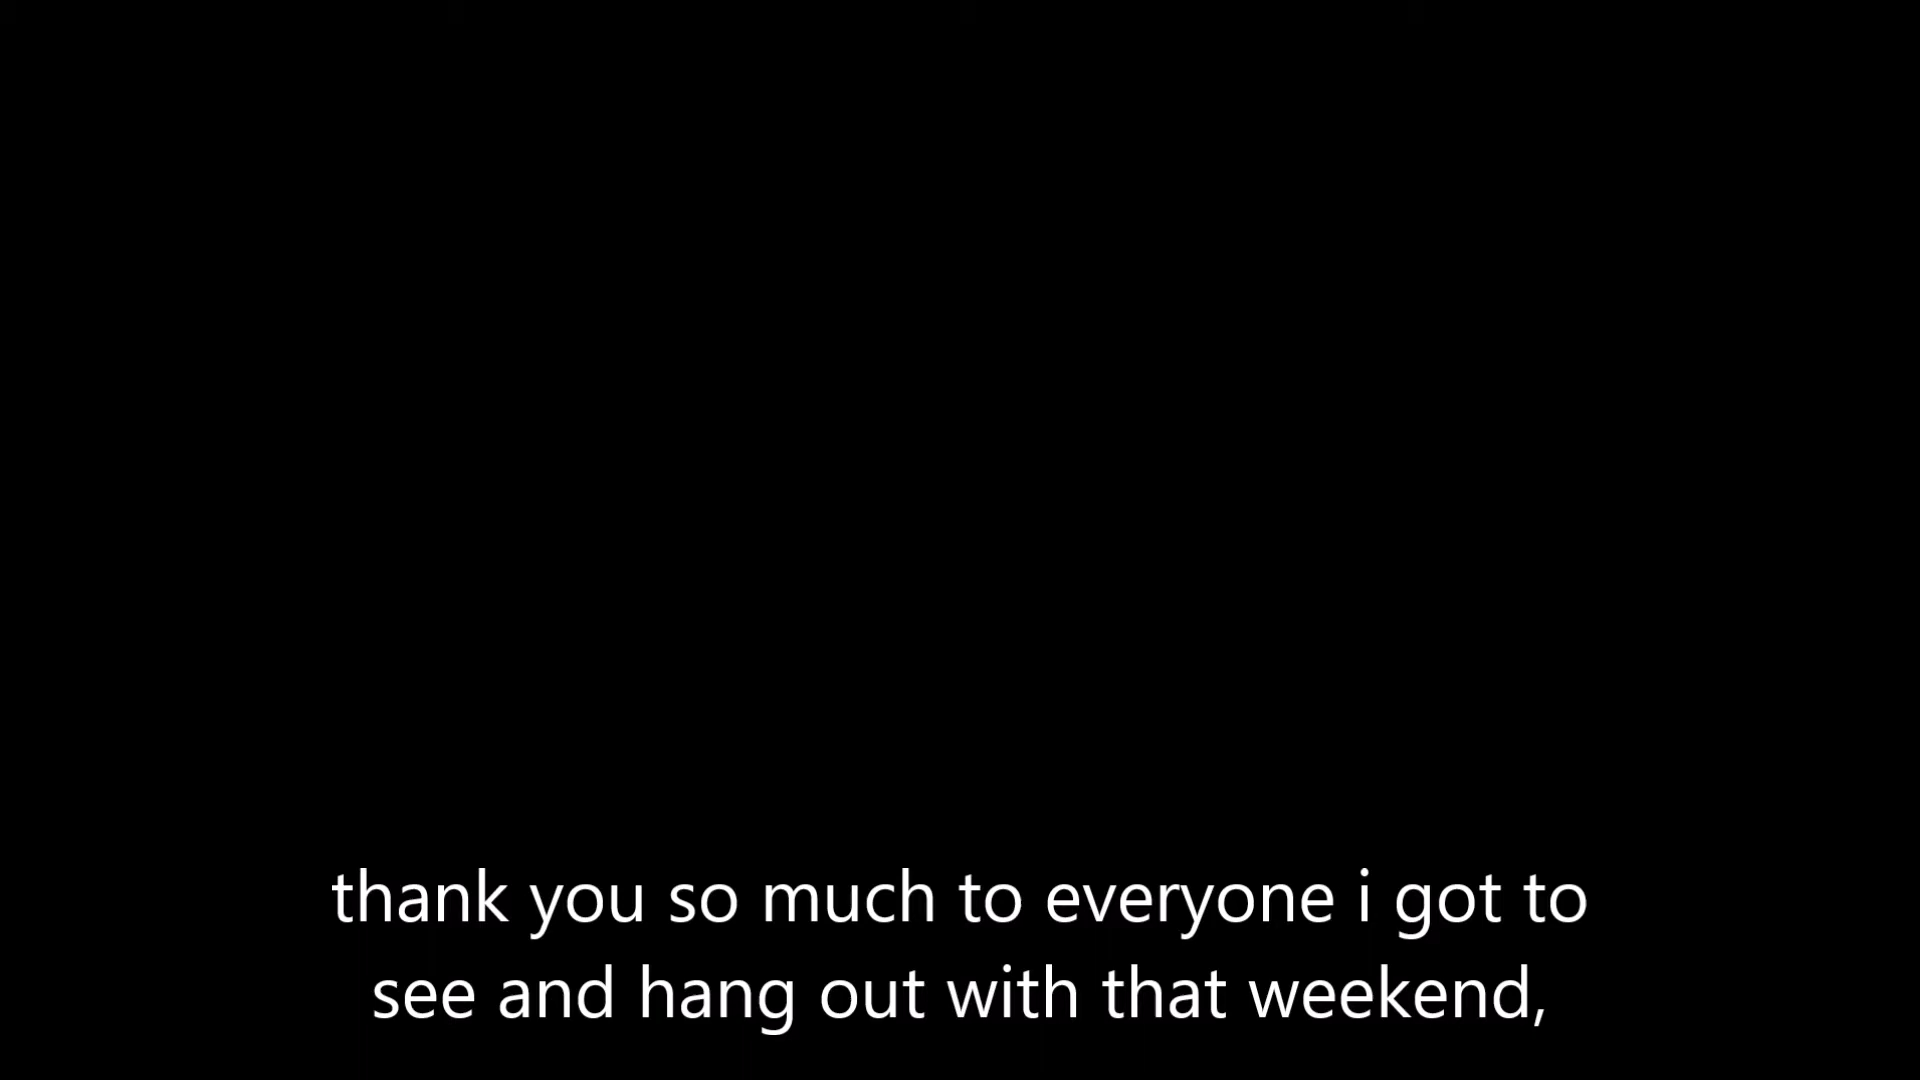 thank you so much to everyone i got to
see and hang out with that weekend,